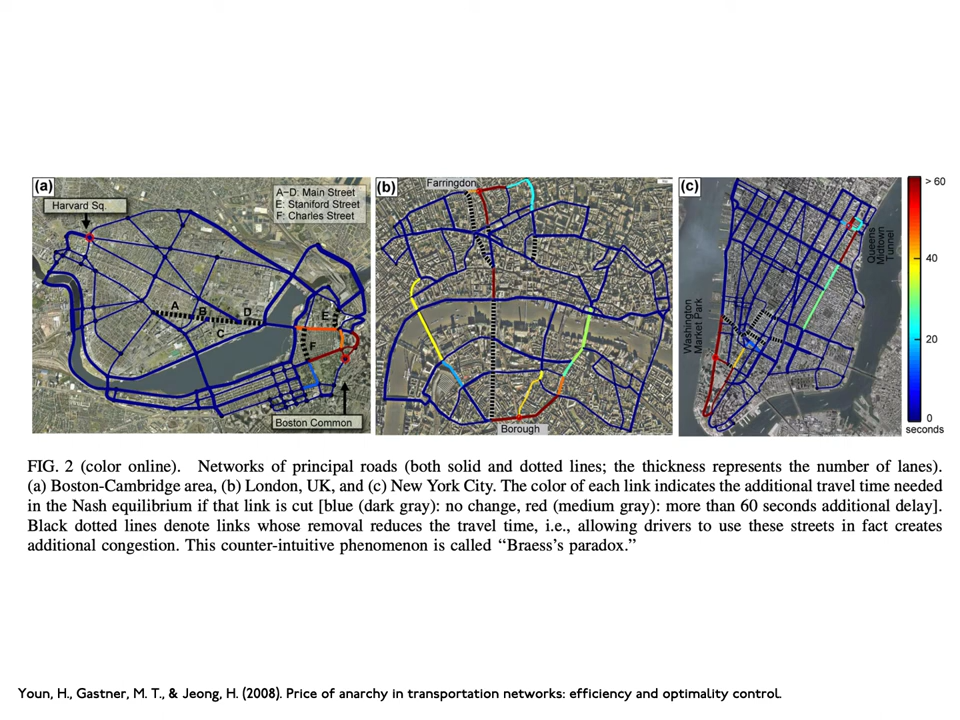 (a)
Harvard Sq.
A–D: Main Street
E: Staniford Street
F: Charles Street
A
B
D
C
E
F
Boston Common
(b)
Farringdon
Borough
(c)
Queens
Midtown
Tunnel
Washington
Market Park
> 60
40
20
0
seconds
FIG. 2 (color online). Networks of principal roads (both solid and dotted lines; the thickness represents the number of lanes).
(a) Boston-Cambridge area, (b) London, UK, and (c) New York City. The color of each link indicates the additional travel time needed
in the Nash equilibrium if that link is cut [blue (dark gray): no change, red (medium gray): more than 60 seconds additional delay].
Black dotted lines denote links whose removal reduces the travel time, i.e., allowing drivers to use these streets in fact creates
additional congestion. This counter-intuitive phenomenon is called “Braess’s paradox.”
Youn, H., Gastner, M. T., & Jeong, H. (2008). Price of anarchy in transportation networks: efficiency and optimality control.